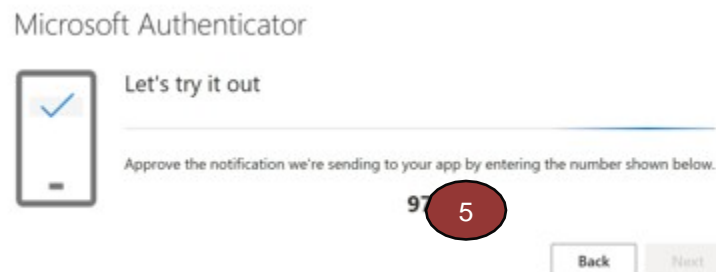 Microsoft Authenticator
Let's try it out
Approve the notification we're sending to your app by entering the number shown below.
97
5
Back
Next